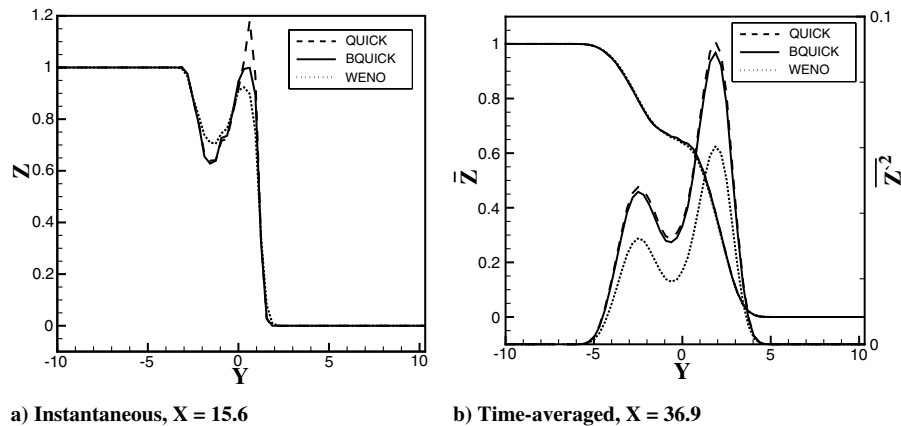 1.2
1
0.8
0.6
0.4
0.2
0
Z
-10
-5
0
5
10
Y
QUICK
BQUICK
WENO
a) Instantaneous, X = 15.6
1
0.8
0.6
0.4
0.2
0
Z̄
-10
-5
0
5
10
Y
0.1
0
Z'²
QUICK
BQUICK
WENO
b) Time-averaged, X = 36.9